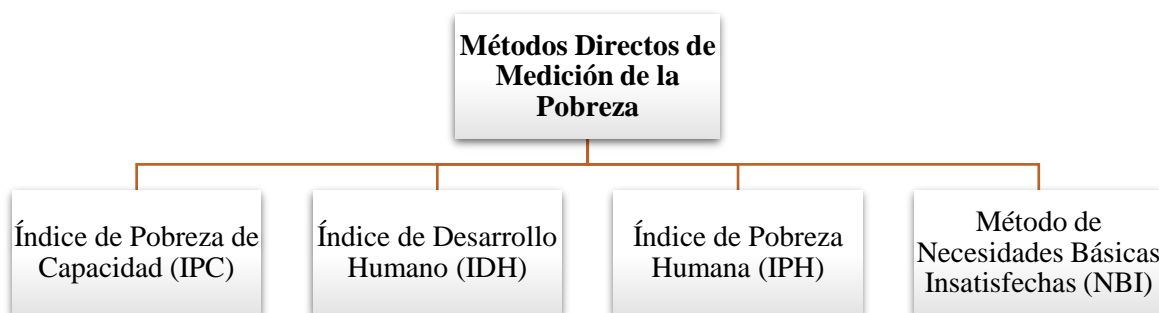 Métodos Directos de
Medición de la
Pobreza
Índice de Pobreza de
Capacidad (IPC)
Índice de Desarrollo
Humano (IDH)
Índice de Pobreza
Humana (IPH)
Método de
Necesidades Básicas
Insatisfechas (NBI)